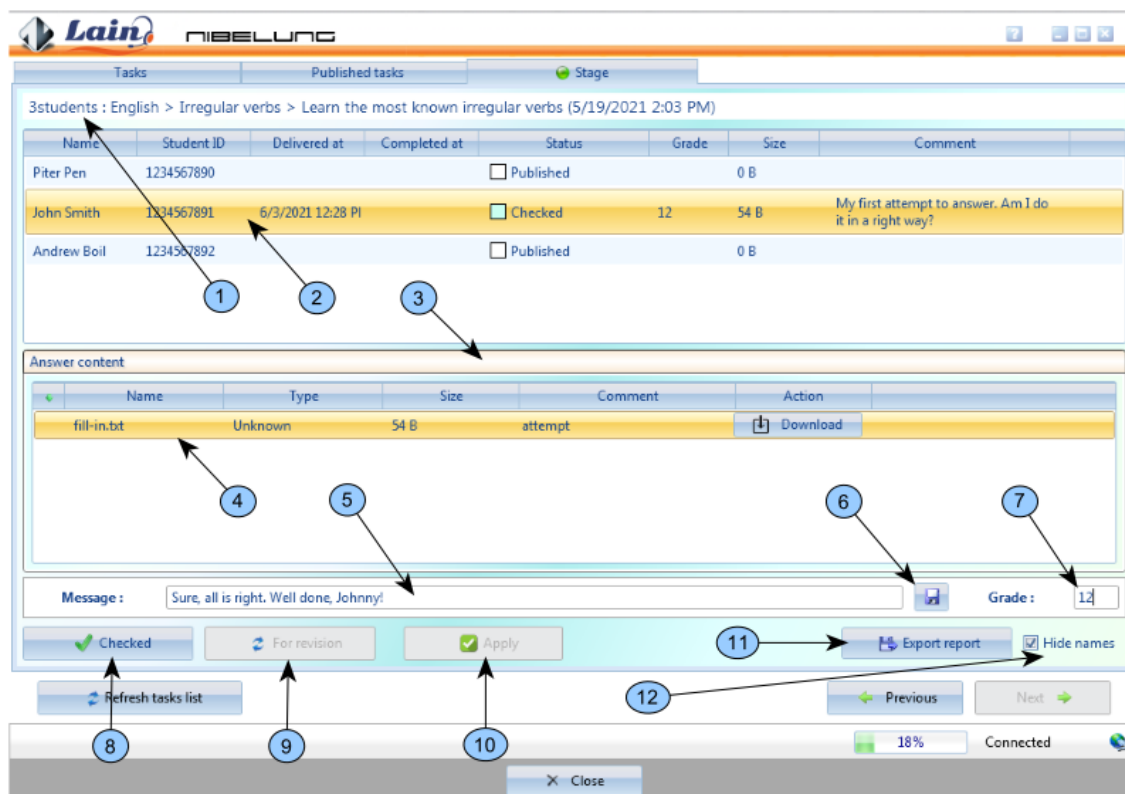 Lain NIBELUNG ?
Tasks Published tasks Stage
3students : English > Irregular verbs > Learn the most known irregular verbs (5/19/2021 2:03 PM)
Name Student ID Delivered at Completed at Status Grade Size Comment
Piter Pen 1234567890 Published 0 B
John Smith 1234567891 6/3/2021 12:28 PI Checked 12 54 B My first attempt to answer. Am I do
it in a right way?
Andrew Boil 1234567892 Published 0 B
1 2 3
Answer content
Name Type Size Comment Action
fill-in.txt Unknown 54 B attempt Download
4 5 6 7
Message : Sure, all is right. Well done, Johnny! Grade : 12
Checked For revision Apply 11 Export report Hide names
Refresh tasks list 12 Previous Next
8 9 10 18% Connected
Close